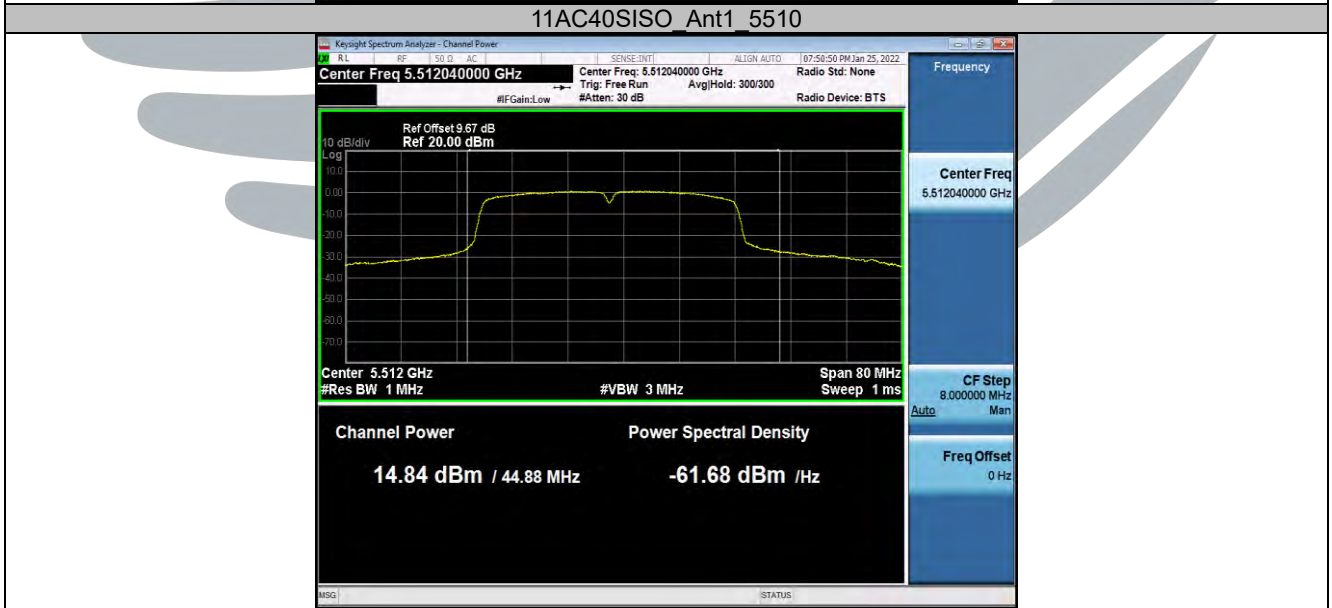 11AC40SISO_Ant1_5510
Keysight Spectrum Analyzer - Channel Power
RL RF 50 Ω AC SENSE:INT ALIGN AUTO 07:50:50 PM Jan 25, 2022
Center Freq 5.512040000 GHz
Center Freq: 5.512040000 GHz
Radio Std: None
Trig: Free Run Avg|Hold: 300/300
#IFGain:Low
#Atten: 30 dB
Radio Device: BTS
Frequency
Ref Offset 9.67 dB
10 dB/div Ref 20.00 dBm
Log
10.0
0.00
-10.0
-20.0
-30.0
-40.0
-50.0
-60.0
-70.0
Center 5.512 GHz
Span 80 MHz
#Res BW 1 MHz
#VBW 3 MHz
Sweep 1 ms
Center Freq
5.512040000 GHz
CF Step
8.000000 MHz
Auto Man
Freq Offset
0 Hz
Channel Power
Power Spectral Density
14.84 dBm / 44.88 MHz
-61.68 dBm /Hz
MSG
STATUS